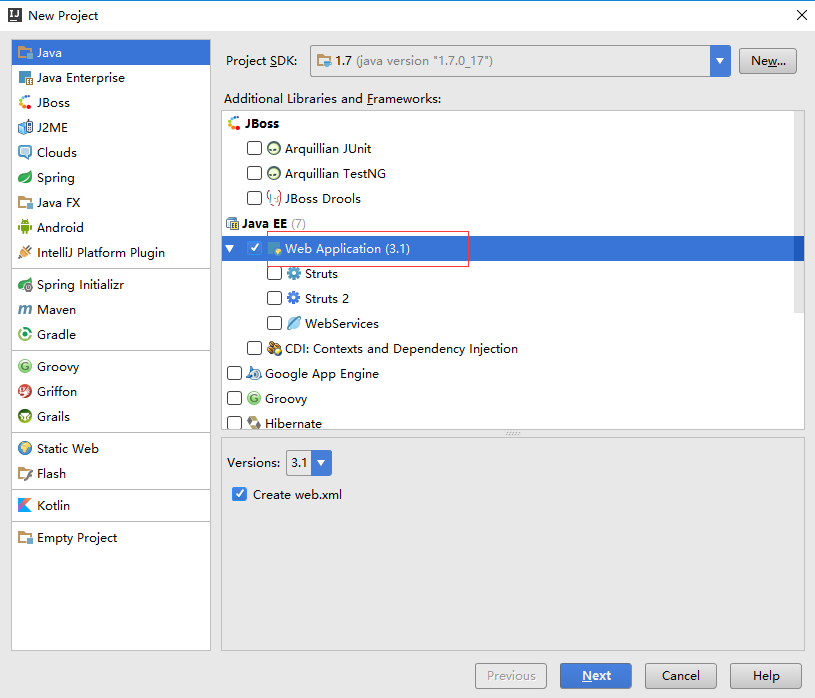 New Project
Java
Java Enterprise
JBoss
J2ME
Clouds
Spring
Java FX
Android
IntelliJ Platform Plugin
Spring Initializr
Maven
Gradle
Groovy
Griffon
Grails
Static Web
Flash
Kotlin
Empty Project
Project SDK: 1.7 (java version "1.7.0_17") New...
Additional Libraries and Frameworks:
JBoss
Arquillian JUnit
Arquillian TestNG
JBoss Drools
Java EE (7)
Web Application (3.1)
Struts
Struts 2
WebServices
CDI: Contexts and Dependency Injection
Google App Engine
Groovy
Hibernate
Versions: 3.1
Create web.xml
Previous Next Cancel Help